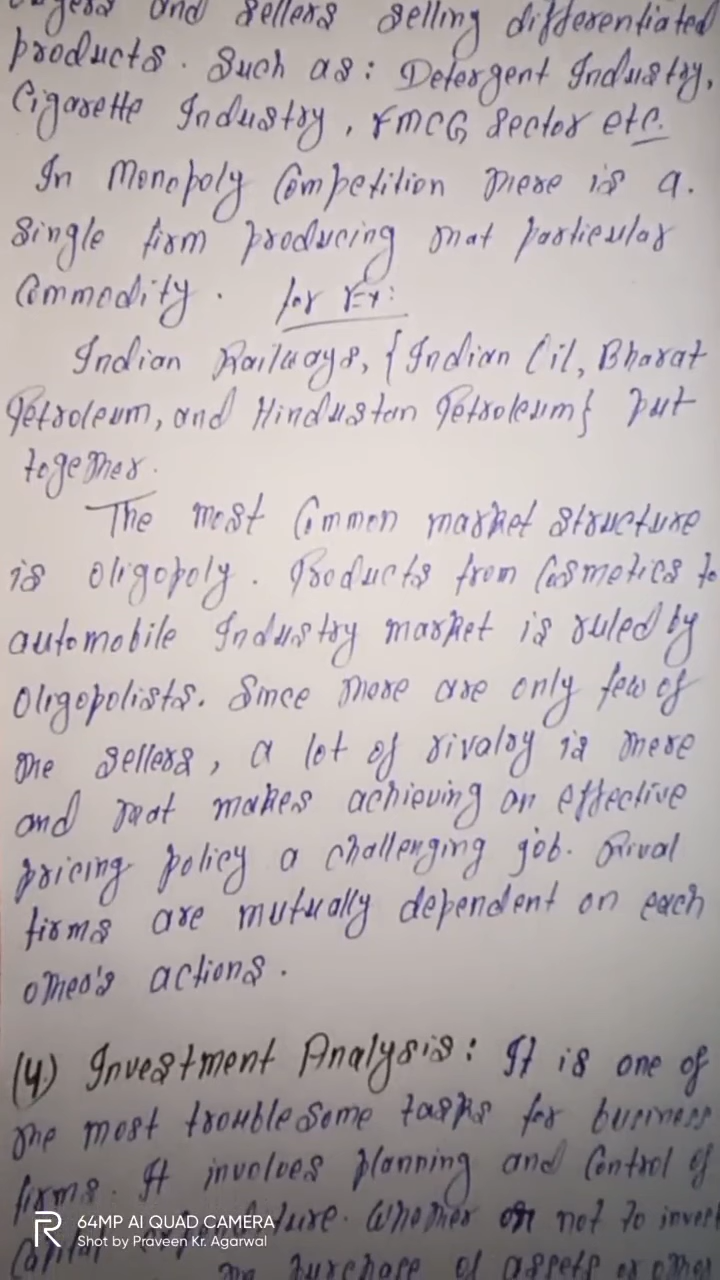 and sellers selling differentiated
products. Such as: Detergent Industry,
Cigarette Industry, FMCG Sector etc.
In Monopoly Competition there is a.
single firm producing that particular
Commodity. for Ex:
Indian Railways, {Indian Oil, Bharat
Petroleum, and Hindustan Petroleum} put
together.
The most Common market structure
is Oligopoly. Products from Cosmetics to
automobile Industry market is ruled by
Oligopolists. Since there are only few of
the sellers, a lot of rivalry is there
and that makes achieving an effective
pricing policy a challenging job. Rival
firms are mutually dependent on each
other's actions.
(4.) Investment Analysis: It is one of
the most troublesome tasks for business
firms. It involves planning and Control of
Capital Whether or not to invest
purchase of assets or other
64MP AI QUAD CAMERA
Shot by Praveen Kr. Agarwal